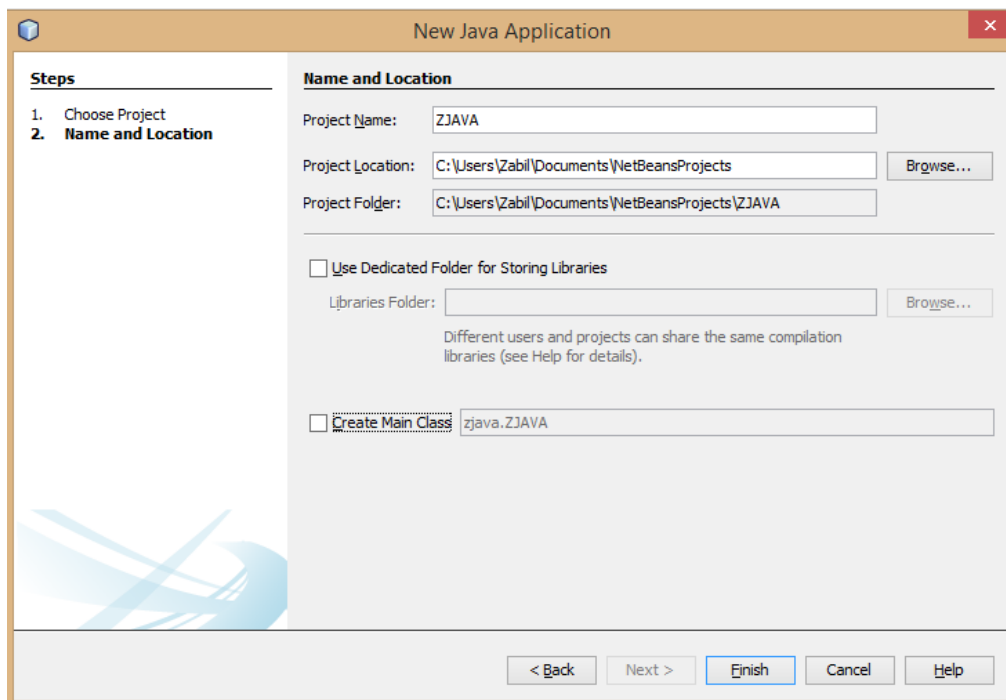 New Java Application
Steps
1. Choose Project
2. Name and Location
Name and Location
Project Name: ZJAVA
Project Location: C:\Users\Zabil\Documents\NetBeansProjects Browse...
Project Folder: C:\Users\Zabil\Documents\NetBeansProjects\ZJAVA
Use Dedicated Folder for Storing Libraries
Libraries Folder: Browse...
Different users and projects can share the same compilation
libraries (see Help for details).
Create Main Class zjava.ZJAVA
< Back Next > Finish Cancel Help